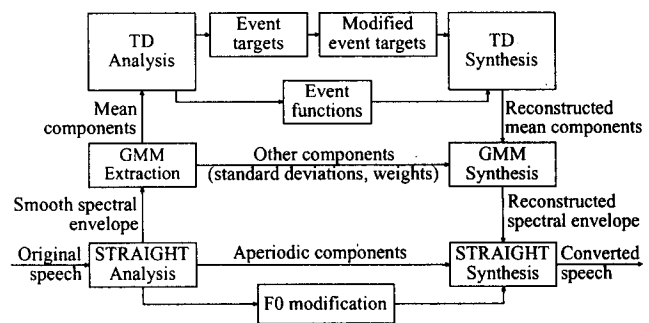 TD
Analysis
Event
targets
Modified
event targets
TD
Synthesis
Event
functions
Mean
components
Reconstructed
mean components
GMM
Extraction
Other components
(standard deviations, weights)
GMM
Synthesis
Smooth spectral
envelope
Reconstructed
spectral envelope
Original
speech
STRAIGHT
Analysis
Aperiodic components
STRAIGHT
Synthesis
Converted
speech
F0 modification